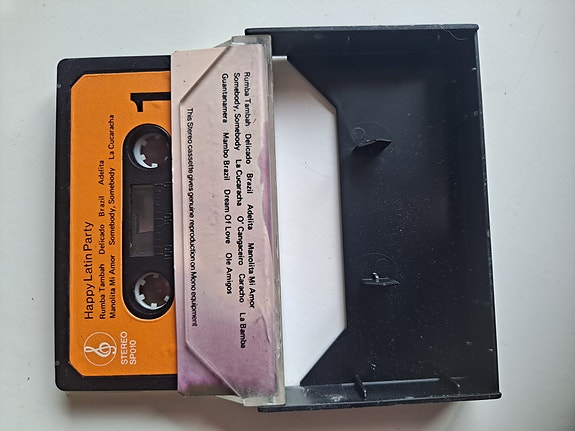 1
Happy Latin Party
Rumba Tambah Delicado Brazil Adelita
Manolita Mi Amor Somebody, Somebody La Cucaracha
STEREO
SP010
Rumba Tambah Delicado Brazil Adelita Manolita Mi Amor
Somebody, Somebody La Cucaracha O' Cangaceiro Caracho La Bamba
Guantanamera Mambo Brazil Dream Of Love Ole Amigos
This Stereo cassette gives genuine reproduction on Mono equipment